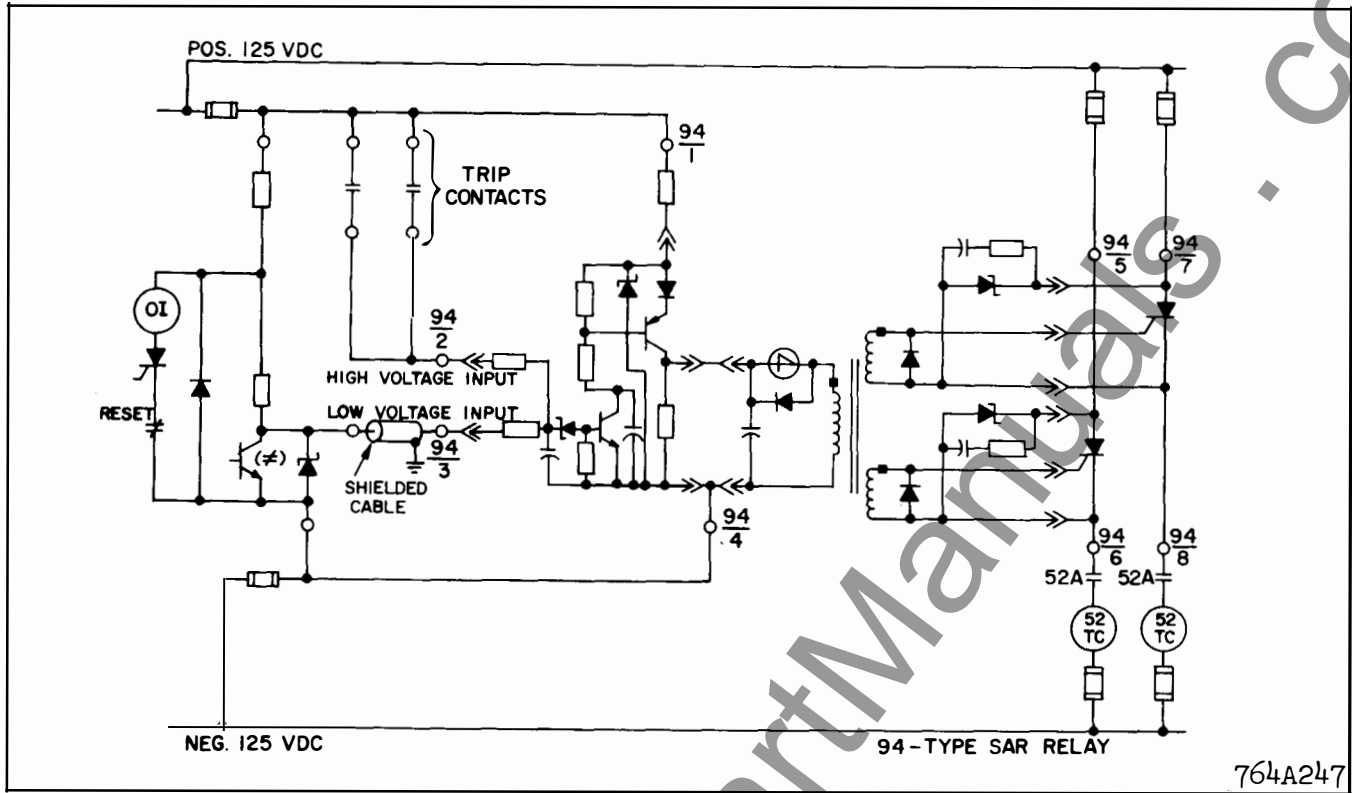 POS. 125 VDC
94
1
TRIP
CONTACTS
94
5
94
7
OI
94
2
HIGH VOLTAGE INPUT
RESET
LOW VOLTAGE INPUT
(≠)
94
3
SHIELDED
CABLE
94
4
94
6
94
8
52A
52A
52
TC
52
TC
NEG. 125 VDC
94-TYPE SAR RELAY
764A247
artManuals . co